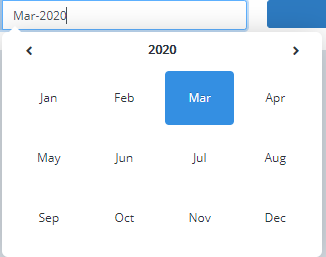 Mar-2020
2020
Jan Feb Mar Apr
May Jun Jul Aug
Sep Oct Nov Dec